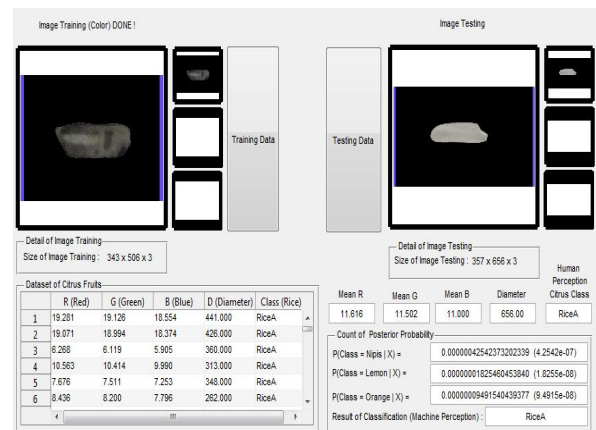 Image Training (Color) DONE !
Image Testing
Training Data
Testing Data
Detail of Image Training
Size of Image Training : 343 x 506 x 3
Detail of Image Testing
Size of Image Testing : 357 x 656 x 3
Human Perception Citrus Class
Mean R Mean G Mean B Diameter
11.616 11.502 11.000 656.00 RiceA
Dataset of Citrus Fruits
R (Red) G (Green) B (Blue) D (Diameter) Class (Rice)
1 19.281 19.126 18.554 441.000 RiceA
2 19.071 18.994 18.374 426.000 RiceA
3 6.268 6.119 5.905 360.000 RiceA
4 10.563 10.414 9.990 313.000 RiceA
5 7.676 7.511 7.253 348.000 RiceA
6 8.436 8.200 7.796 262.000 RiceA
Count of Posterior Probability
P(Class = Nipis | X) = 0.00000042542373202339 (4.2542e-07)
P(Class = Lemon | X) = 0.00000001825460453840 (1.8255e-08)
P(Class = Orange | X) = 0.00000009491540439377 (9.4915e-08)
Result of Classification (Machine Perception) : RiceA